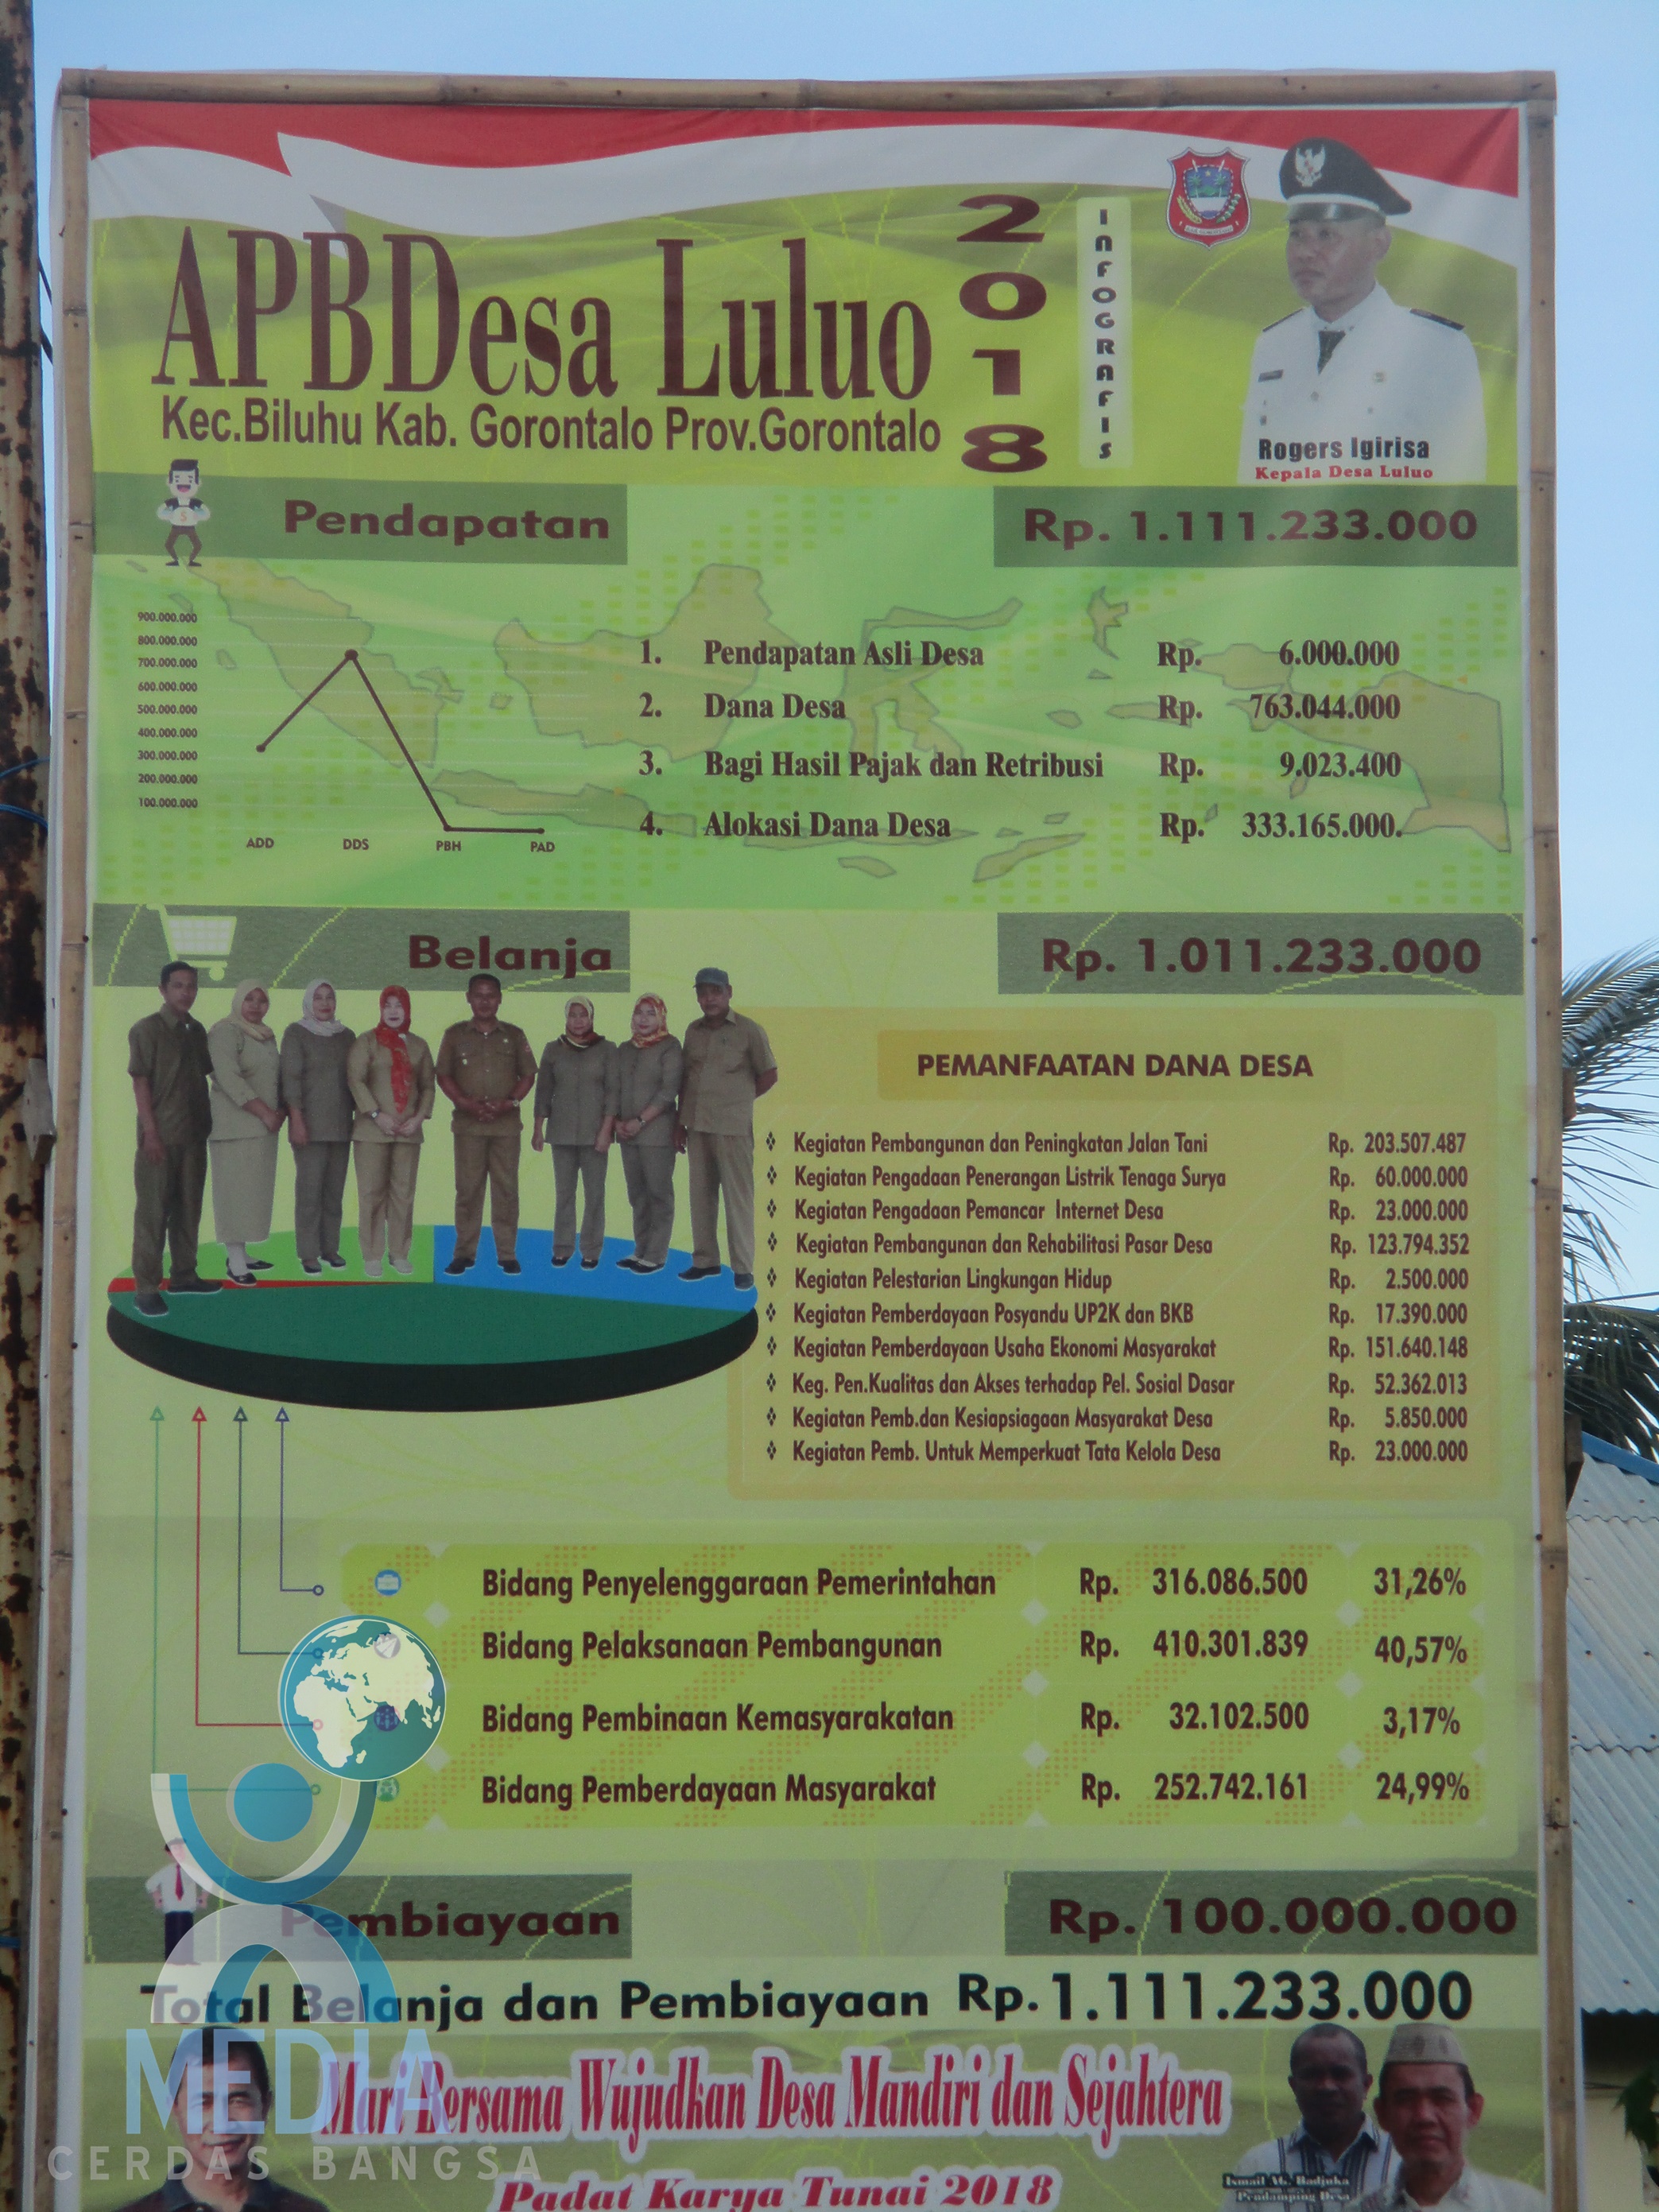 APBDesa Luluo
2018
INFOGRAFIS
Kec.Biluhu Kab. Gorontalo Prov.Gorontalo
Rogers Igirisa
Kepala Desa Luluo
Pendapatan Rp. 1.111.233.000
900.000.000
800.000.000
700.000.000
600.000.000
500.000.000
400.000.000
300.000.000
200.000.000
100.000.000
ADD DDS PBH PAD
1. Pendapatan Asli Desa Rp. 6.000.000
2. Dana Desa Rp. 763.044.000
3. Bagi Hasil Pajak dan Retribusi Rp. 9.023.400
4. Alokasi Dana Desa Rp. 333.165.000.
Belanja Rp. 1.011.233.000
PEMANFAATAN DANA DESA
❖ Kegiatan Pembangunan dan Peningkatan Jalan Tani Rp. 203.507.487
❖ Kegiatan Pengadaan Penerangan Listrik Tenaga Surya Rp. 60.000.000
❖ Kegiatan Pengadaan Pemancar Internet Desa Rp. 23.000.000
❖ Kegiatan Pembangunan dan Rehabilitasi Pasar Desa Rp. 123.794.352
❖ Kegiatan Pelestarian Lingkungan Hidup Rp. 2.500.000
❖ Kegiatan Pemberdayaan Posyandu UP2K dan BKB Rp. 17.390.000
❖ Kegiatan Pemberdayaan Usaha Ekonomi Masyarakat Rp. 151.640.148
❖ Keg. Pen.Kualitas dan Akses terhadap Pel. Sosial Dasar Rp. 52.362.013
❖ Kegiatan Pemb.dan Kesiapsiagaan Masyarakat Desa Rp. 5.850.000
❖ Kegiatan Pemb. Untuk Memperkuat Tata Kelola Desa Rp. 23.000.000
Bidang Penyelenggaraan Pemerintahan Rp. 316.086.500 31,26%
Bidang Pelaksanaan Pembangunan Rp. 410.301.839 40,57%
Bidang Pembinaan Kemasyarakatan Rp. 32.102.500 3,17%
Bidang Pemberdayaan Masyarakat Rp. 252.742.161 24,99%
Pembiayaan Rp. 100.000.000
Total Belanja dan Pembiayaan Rp. 1.111.233.000
Mari Bersama Wujudkan Desa Mandiri dan Sejahtera
Padat Karya Tunai 2018
Ismail M. Badjuka
Pendamping Desa
MEDIA
CERDAS BANGSA